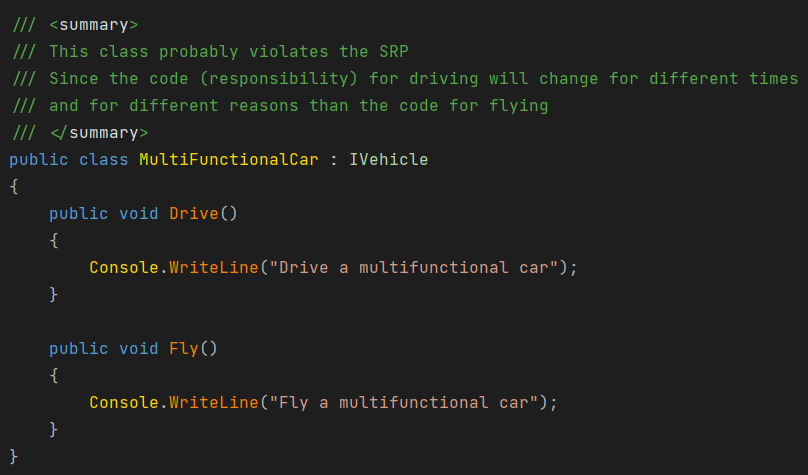 /// <summary>
/// This class probably violates the SRP
/// Since the code (responsibility) for driving will change for different times
/// and for different reasons than the code for flying
/// </summary>
public class MultiFunctionalCar : IVehicle
{
    public void Drive()
    {
        Console.WriteLine("Drive a multifunctional car");
    }

    public void Fly()
    {
        Console.WriteLine("Fly a multifunctional car");
    }
}